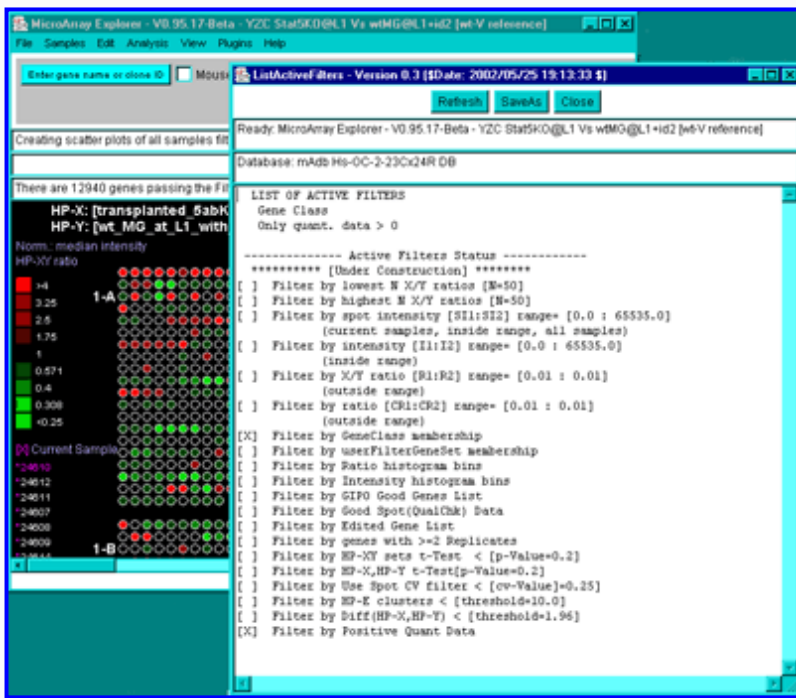 MicroArray Explorer - V0.95.17-Beta - YZC Stat5KO@L1 Vs wtMG@L1+id2 [wt-V reference]
File Samples Edit Analysis View Plugins Help
Enter gene name or clone ID
Mous
Creating scatter plots of all samples filt
There are 12940 genes passing the Fil
HP-X: [transplanted_5abK
HP-Y: [wt_MG_at_L1_with_
Norm.: median intensity
HP-XY ratio
>4
3.25
2.5
1.75
1
0.571
0.4
0.308
<0.25
1-A
[X] Current Sample
*24610
*24612
*24611
*24607
*24608
*24609
1-B
ListActiveFilters - Version 0.3 [$Date: 2002/05/25 19:13:33 $]
Refresh SaveAs Close
Ready: MicroArray Explorer - V0.95.17-Beta - YZC Stat5KO@L1 Vs wtMG@L1+id2 [wt-V reference]
Database: mAdb Hs-OC-2-23Cx24R DB
LIST OF ACTIVE FILTERS
Gene Class
Only quant. data > 0
-------------- Active Filters Status ------------
********** [Under Construction] ********
[ ] Filter by lowest N X/Y ratios [N=50]
[ ] Filter by highest N X/Y ratios [N=50]
[ ] Filter by spot intensity [SI1:SI2] range= [0.0 : 65535.0]
(current samples, inside range, all samples)
[ ] Filter by intensity [I1:I2] range= [0.0 : 65535.0]
(inside range)
[ ] Filter by X/Y ratio [R1:R2] range= [0.01 : 0.01]
(outside range)
[ ] Filter by ratio [CR1:CR2] range= [0.01 : 0.01]
(outside range)
[X] Filter by GeneClass membership
[ ] Filter by userFilterGeneSet membership
[ ] Filter by Ratio histogram bins
[ ] Filter by Intensity histogram bins
[ ] Filter by GIPO Good Genes List
[ ] Filter by Good Spot(QualChk) Data
[ ] Filter by Edited Gene List
[ ] Filter by genes with >=2 Replicates
[ ] Filter by HP-XY sets t-Test < [p-Value=0.2]
[ ] Filter by HP-X,HP-Y t-Test[p-Value=0.2]
[ ] Filter by Use Spot CV filter < [cv-Value]=0.25]
[ ] Filter by HP-E clusters < [threshold=10.0]
[ ] Filter by Diff(HP-X,HP-Y) < [threshold=1.96]
[X] Filter by Positive Quant Data